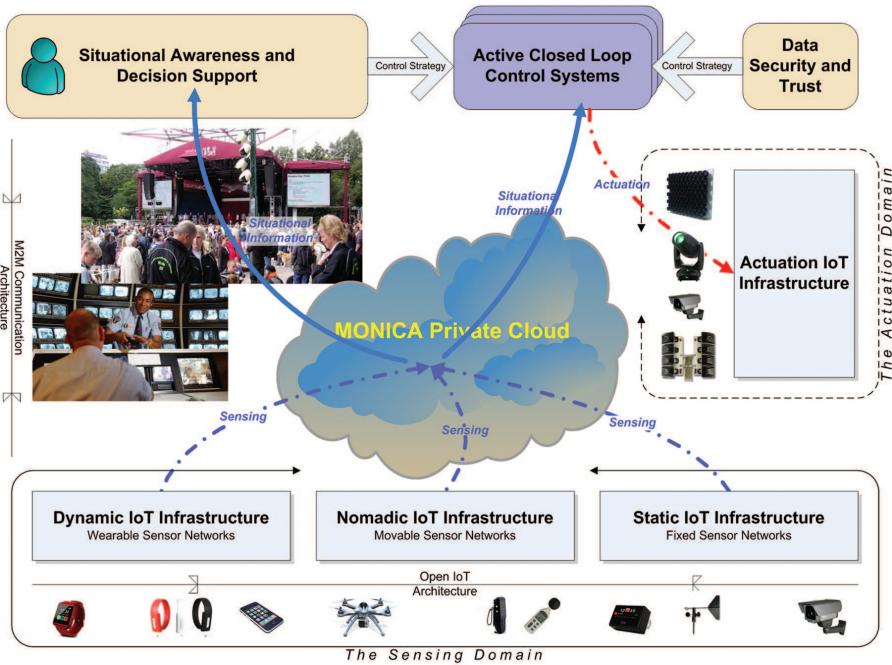 Situational Awareness and
Decision Support
Control Strategy
Active Closed Loop
Control Systems
Control Strategy
Data
Security and
Trust
M2M Communication
Architecture
Situational
Information
Situational
Information
Actuation
Actuation IoT
Infrastructure
The Actuation Domain
MONICA Private Cloud
Sensing
Sensing
Sensing
Dynamic IoT Infrastructure
Wearable Sensor Networks
Nomadic IoT Infrastructure
Movable Sensor Networks
Static IoT Infrastructure
Fixed Sensor Networks
Open IoT
Architecture
The Sensing Domain